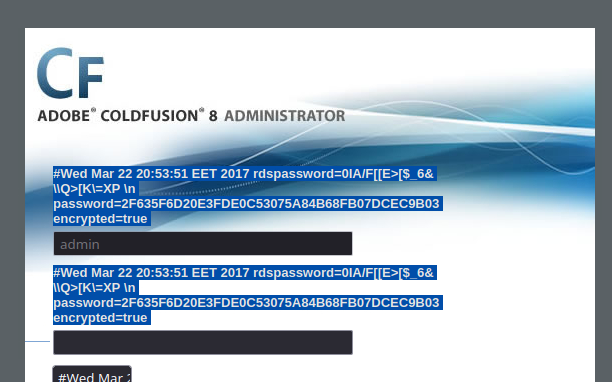 CF
ADOBE® COLDFUSION® 8 ADMINISTRATOR
#Wed Mar 22 20:53:51 EET 2017 rdspassword=0IA/F[[E>[$_6&
\\Q>[K\=XP \n
password=2F635F6D20E3FDE0C53075A84B68FB07DCEC9B03
encrypted=true
admin
#Wed Mar 22 20:53:51 EET 2017 rdspassword=0IA/F[[E>[$_6&
\\Q>[K\=XP \n
password=2F635F6D20E3FDE0C53075A84B68FB07DCEC9B03
encrypted=true
#Wed Mar 2